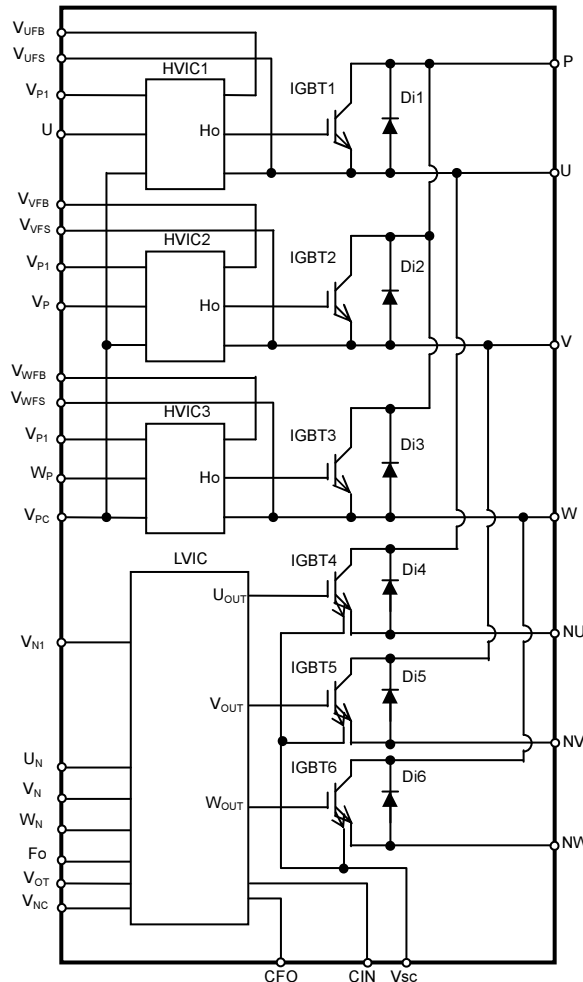 VUFB
VUFS
HVIC1
VP1
U
Ho
IGBT1
Di1
P
U
VVFB
VVFS
HVIC2
VP1
VP
Ho
IGBT2
Di2
V
VWFB
VWFS
HVIC3
VP1
WP
VPC
Ho
IGBT3
Di3
W
LVIC
UOUT
IGBT4
Di4
NU
VN1
VOUT
IGBT5
Di5
NV
UN
VN
WN
Fo
VOT
VNC
WOUT
IGBT6
Di6
NW
CFO
CIN
Vsc